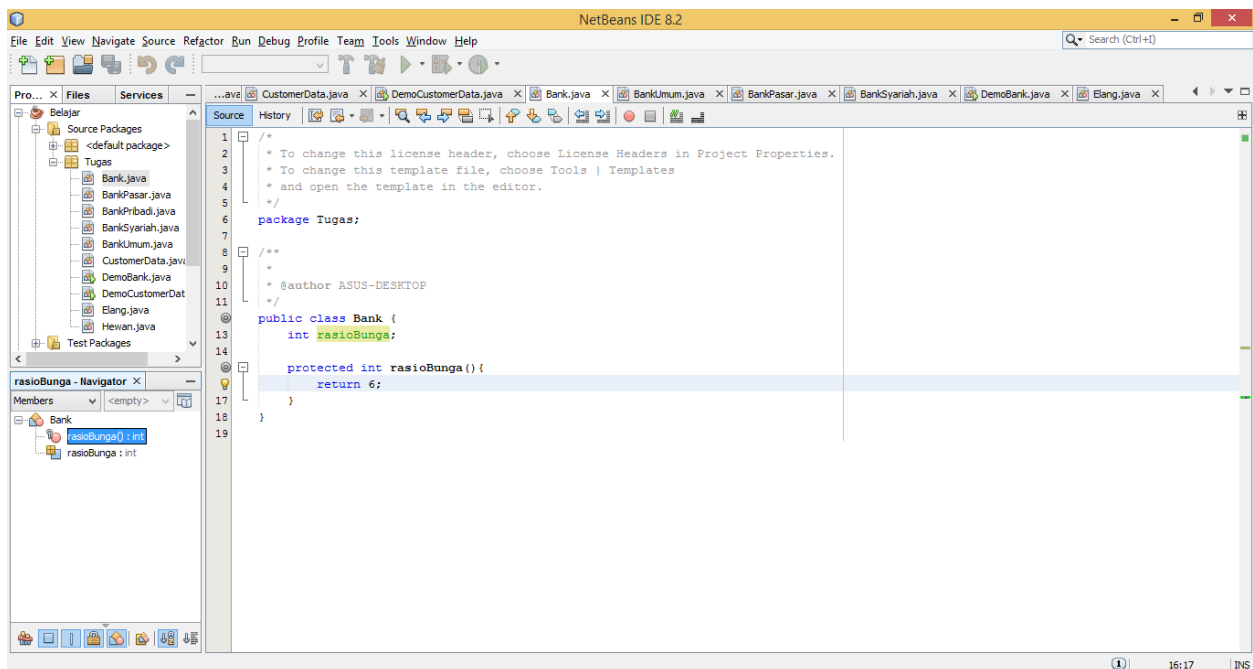 NetBeans IDE 8.2
File Edit View Navigate Source Refactor Run Debug Profile Team Tools Window Help
Search (Ctrl+I)
Pro... Files Services
Belajar
Source Packages
<default package>
Tugas
Bank.java
BankPasar.java
BankPribadi.java
BankSyariah.java
BankUmum.java
CustomerData.java
DemoBank.java
DemoCustomerDat
Elang.java
Hewan.java
Test Packages
rasioBunga - Navigator
Members <empty>
Bank
rasioBunga() : int
rasioBunga : int
...ava CustomerData.java DemoCustomerData.java Bank.java BankUmum.java BankPasar.java BankSyariah.java DemoBank.java Elang.java
Source History
1 /*
2 * To change this license header, choose License Headers in Project Properties.
3 * To change this template file, choose Tools | Templates
4 * and open the template in the editor.
5 */
6 package Tugas;
7
8 /**
9 *
10 * @author ASUS-DESKTOP
11 */
public class Bank {
13 int rasioBunga;
14
protected int rasioBunga(){
return 6;
17 }
18 }
19
1 16:17 INS